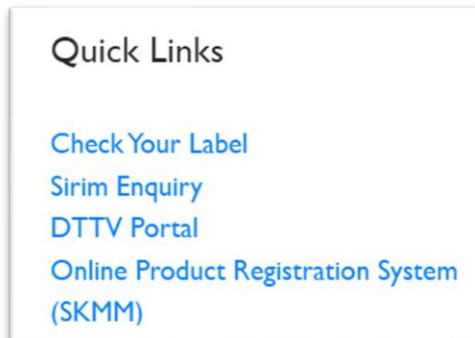 Quick Links
Check Your Label
Sirim Enquiry
DTTV Portal
Online Product Registration System
(SKMM)